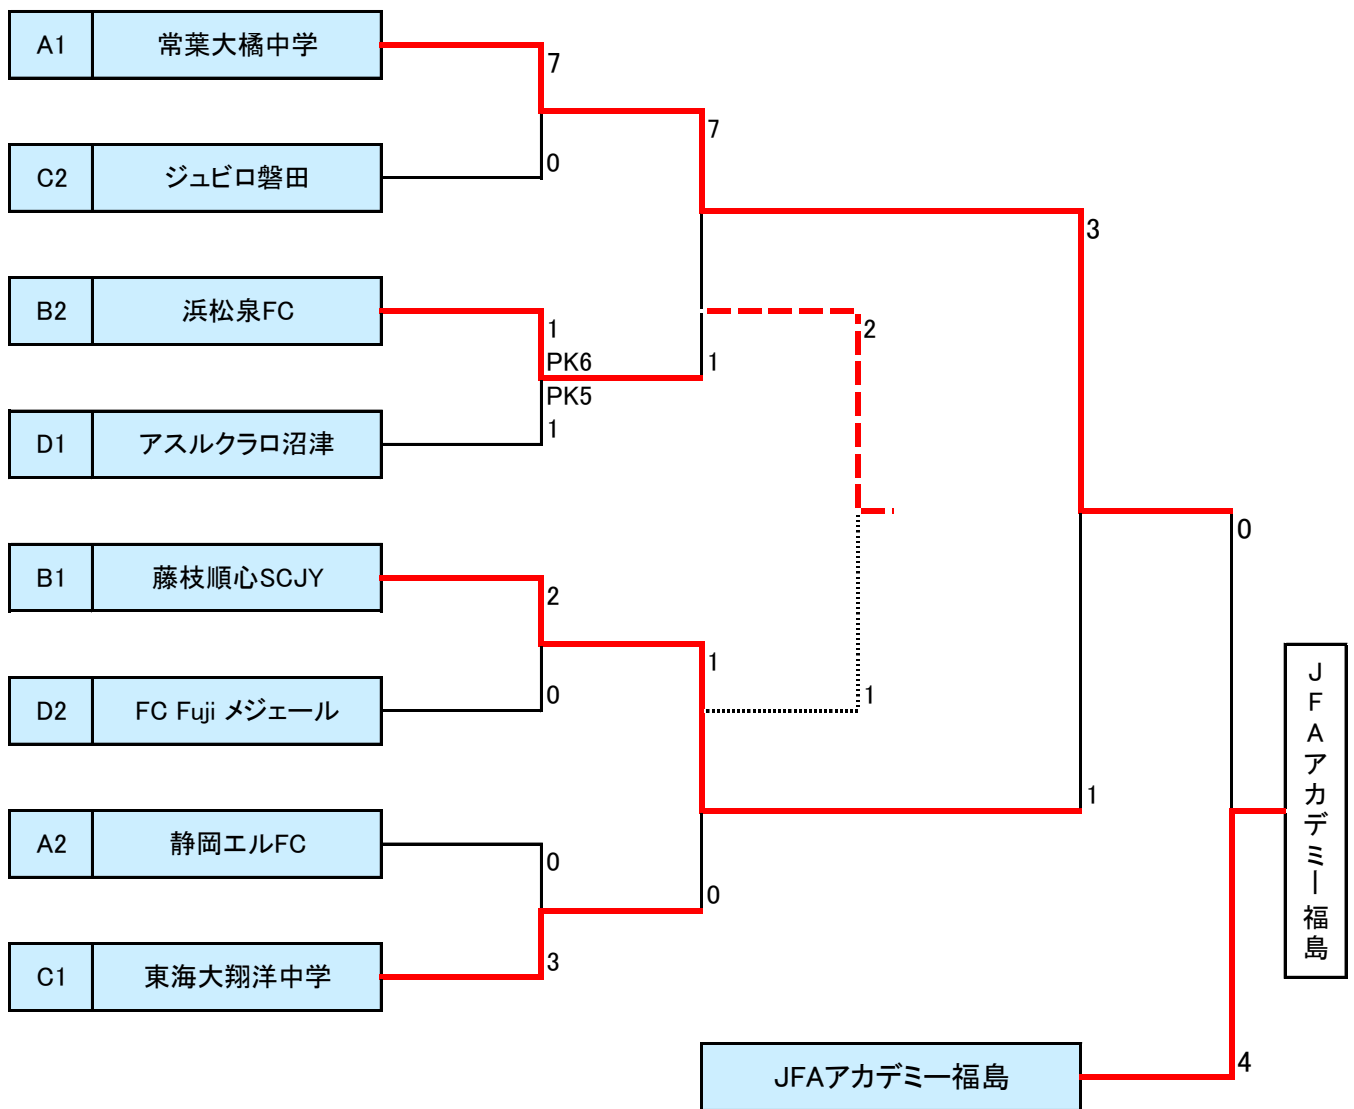 A1 常葉大橘中学
7
7
C2 ジュビロ磐田
0
3
B2 浜松泉FC
1
2
PK6
1
PK5
D1 アスルクラロ沼津
1
0
B1 藤枝順心SCJY
2
1
D2 FC Fuji メジェール
0
1
JFAアカデミー福島
1
A2 静岡エルFC
0
0
C1 東海大翔洋中学
3
JFAアカデミー福島
4